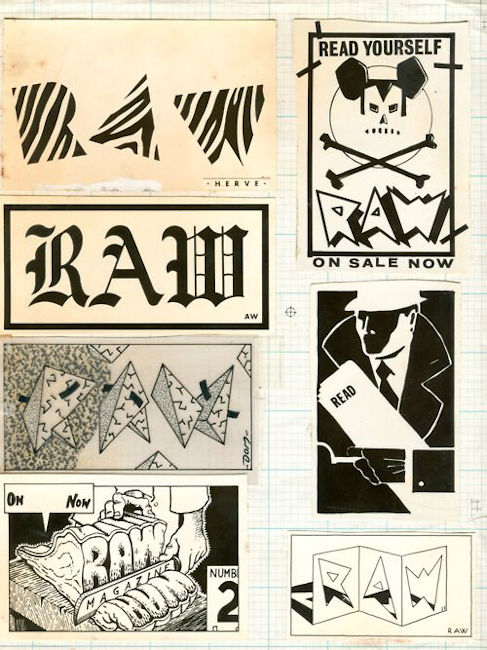 RAW
· HERVE ·
RAW
AW
RAW
ON NOW
RAW
MAGAZINE
NUMB
2
READ YOURSELF
RAW
ON SALE NOW
READ
RAW
RAW